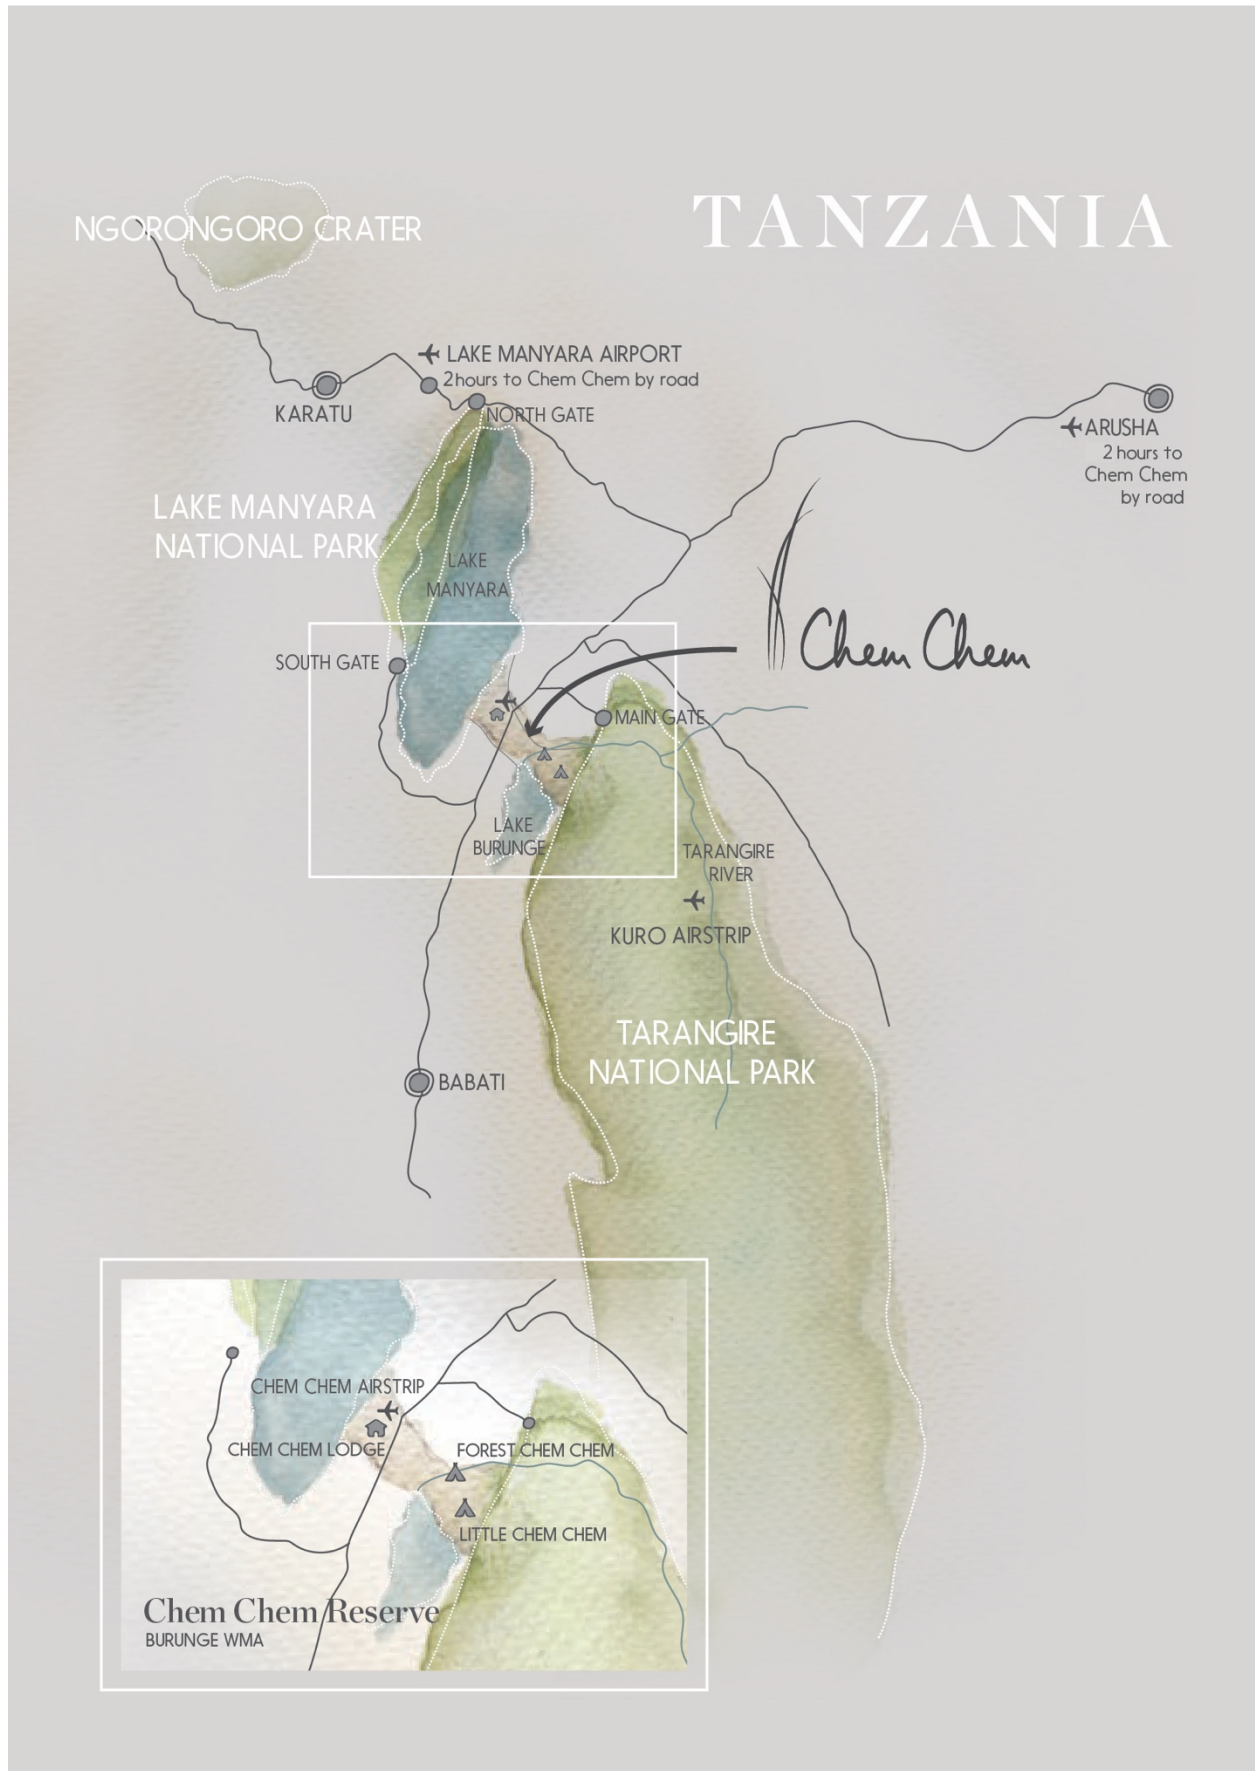 TANZANIA
NGORONGORO CRATER
LAKE MANYARA AIRPORT
2hours to Chem Chem by road
KARATU
NORTH GATE
ARUSHA
2 hours to
Chem Chem
by road
LAKE MANYARA
NATIONAL PARK
LAKE
MANYARA
Chem Chem
SOUTH GATE
MAIN GATE
LAKE
BURUNGE
TARANGIRE
RIVER
KURO AIRSTRIP
TARANGIRE
NATIONAL PARK
BABATI
CHEM CHEM AIRSTRIP
CHEM CHEM LODGE
FOREST CHEM CHEM
LITTLE CHEM CHEM
Chem Chem Reserve
BURUNGE WMA